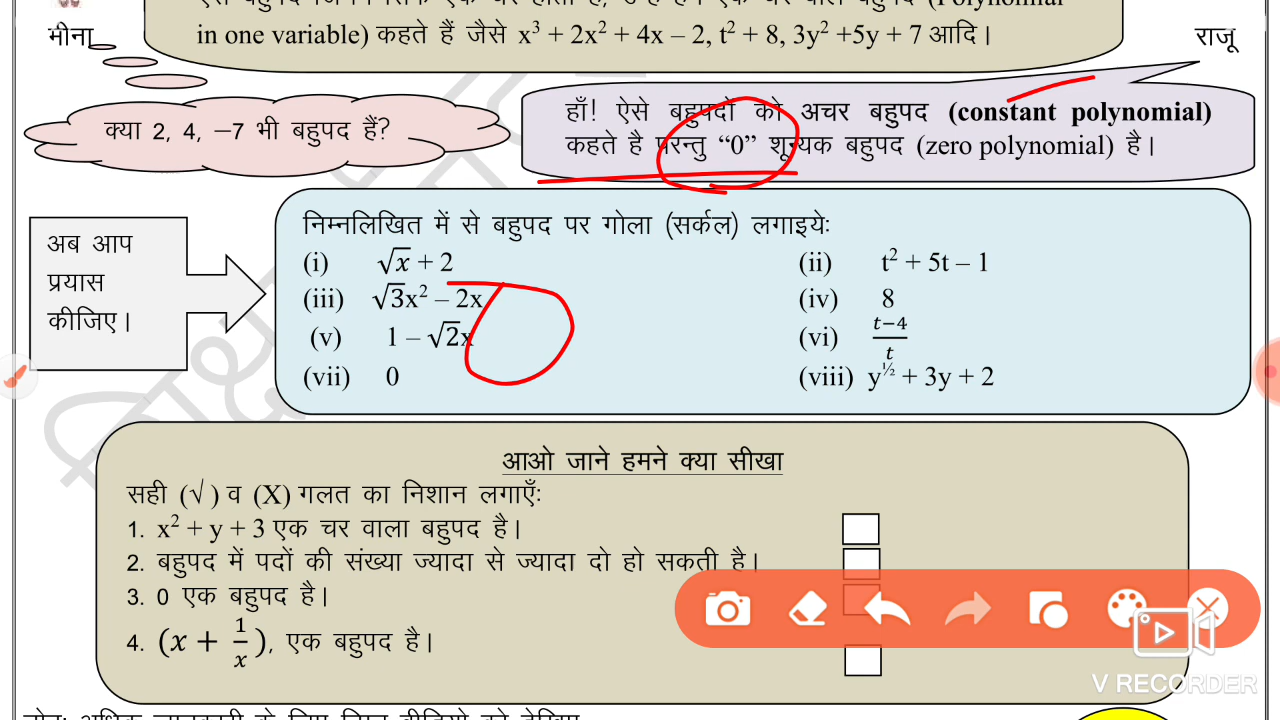 in one variable) कहते हैं जैसे x³ + 2x² + 4x – 2, t² + 8, 3y² +5y + 7 आदि।
मीना
राजू
क्या 2, 4, –7 भी बहुपद हैं?
हाँ! ऐसे बहुपदों को अचर बहुपद (constant polynomial)
कहते है परन्तु “0” शून्यक बहुपद (zero polynomial) है।
अब आप
प्रयास
कीजिए।
निम्नलिखित में से बहुपद पर गोला (सर्कल) लगाइयेः
(i) √x + 2
(ii) t² + 5t – 1
(iii) √3x² – 2x
(iv) 8
(v) 1 – √2x
(vi) (t−4)/t
(vii) 0
(viii) y^½ + 3y + 2
आओ जाने हमने क्या सीखा
सही (√ ) व (X) गलत का निशान लगाएँः
1. x² + y + 3 एक चर वाला बहुपद है।
2. बहुपद में पदों की संख्या ज्यादा से ज्यादा दो हो सकती है।
3. 0 एक बहुपद है।
4. (x + 1/x), एक बहुपद है।
V RECORDER